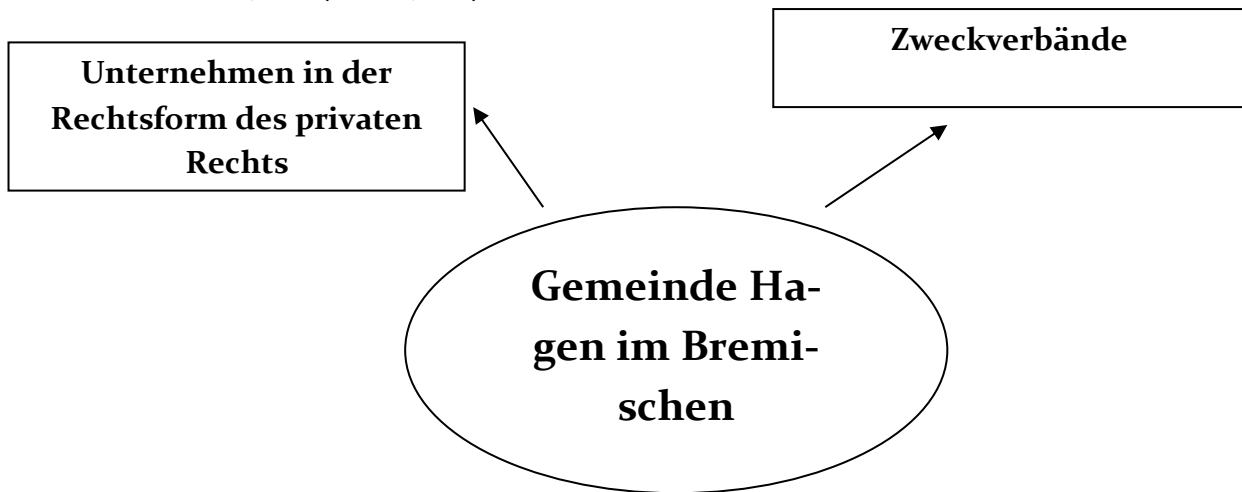 Zweckverbände
Unternehmen in der
Rechtsform des privaten
Rechts
Gemeinde Ha-
gen im Bremi-
schen